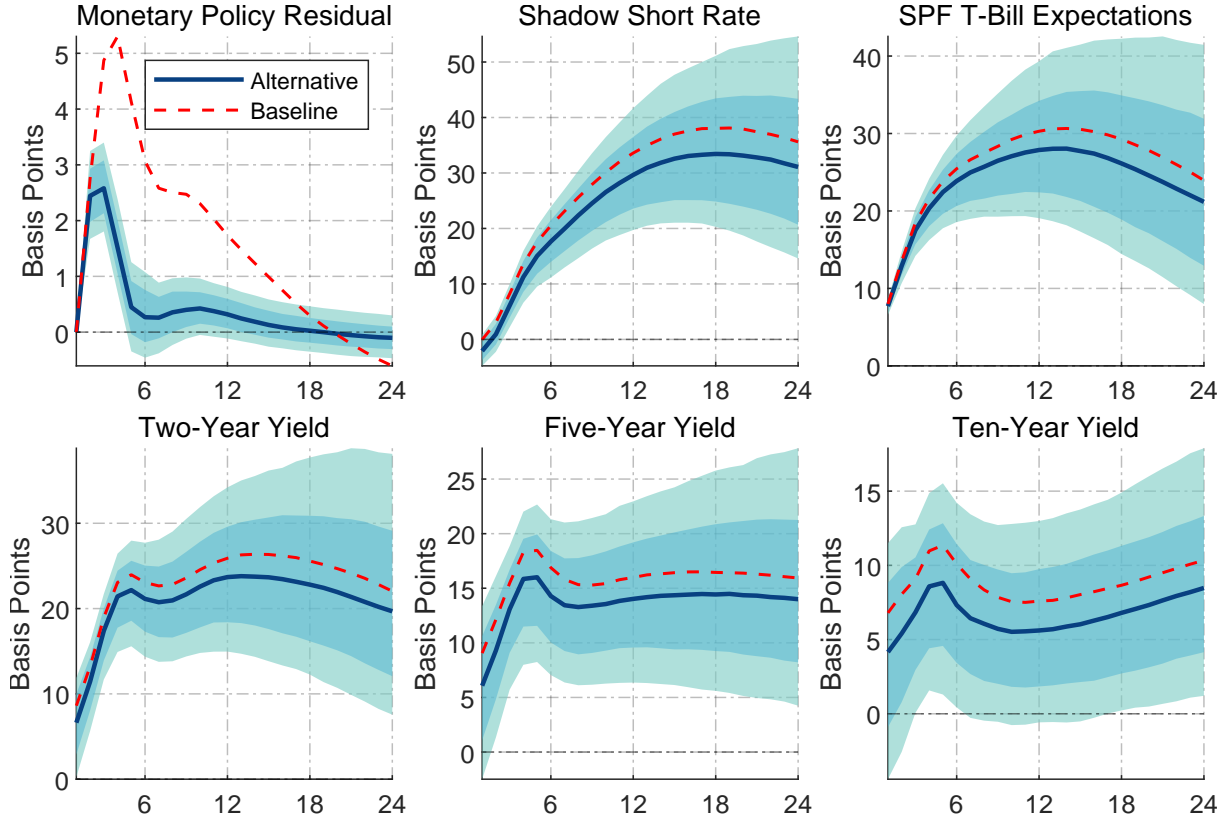 Monetary Policy Residual
Basis Points
5
4
3
2
1
0
6 12 18 24
Alternative
Baseline
Shadow Short Rate
Basis Points
50
40
30
20
10
0
6 12 18 24
SPF T-Bill Expectations
Basis Points
40
30
20
10
0
6 12 18 24
Two-Year Yield
Basis Points
30
20
10
0
6 12 18 24
Five-Year Yield
Basis Points
25
20
15
10
5
0
6 12 18 24
Ten-Year Yield
Basis Points
15
10
5
0
6 12 18 24